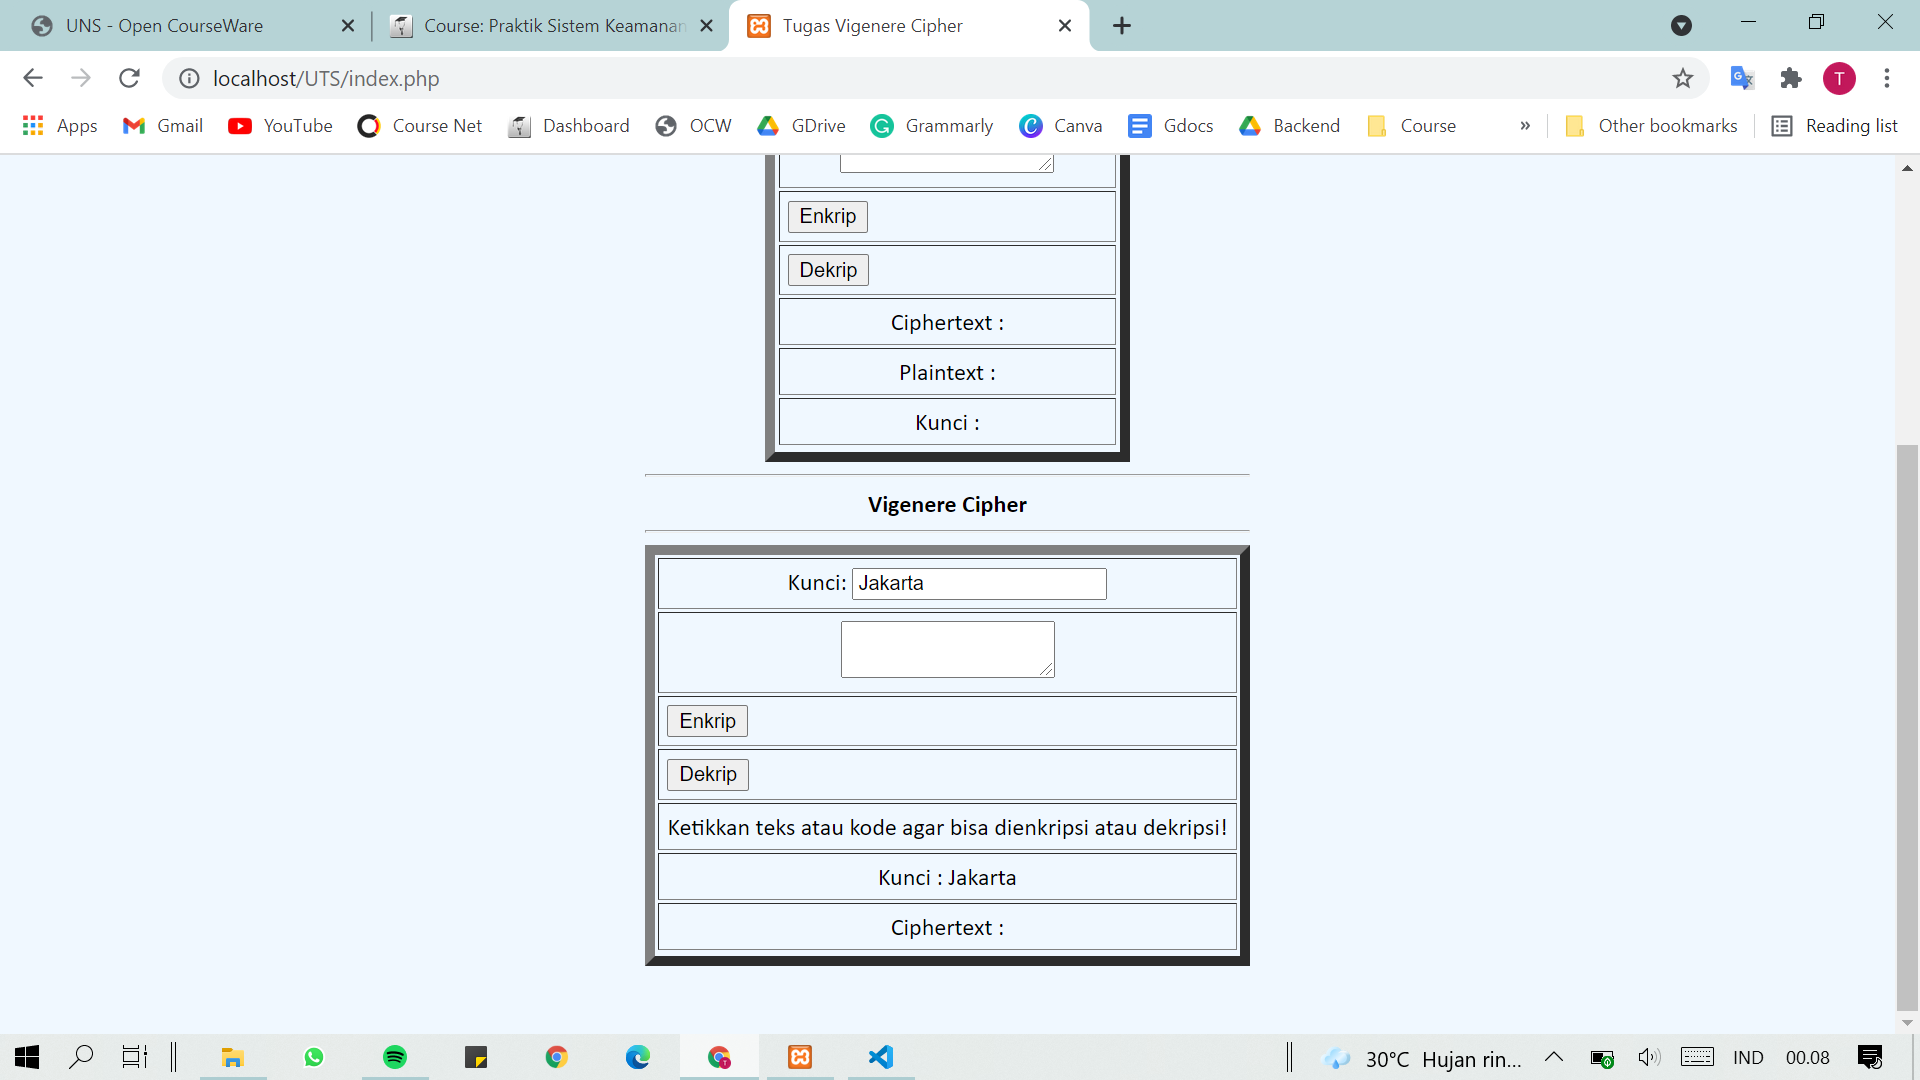 UNS - Open CourseWare
Course: Praktik Sistem Keamanan
Tugas Vigenere Cipher
localhost/UTS/index.php
T
Apps Gmail YouTube Course Net Dashboard OCW GDrive Grammarly Canva Gdocs Backend Course » Other bookmarks Reading list
Enkrip
Dekrip
Ciphertext :
Plaintext :
Kunci :
Vigenere Cipher
Kunci: Jakarta
Enkrip
Dekrip
Ketikkan teks atau kode agar bisa dienkripsi atau dekripsi!
Kunci : Jakarta
Ciphertext :
30°C Hujan rin... IND 00.08